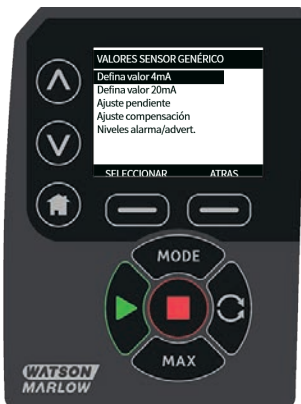 VALORES SENSOR GENÉRICO
Defina valor 4mA
Defina valor 20mA
Ajuste pendiente
Ajuste compensación
Niveles alarma/advert.
SELECCIONAR ATRAS
MODE
MAX
WATSON
MARLOW